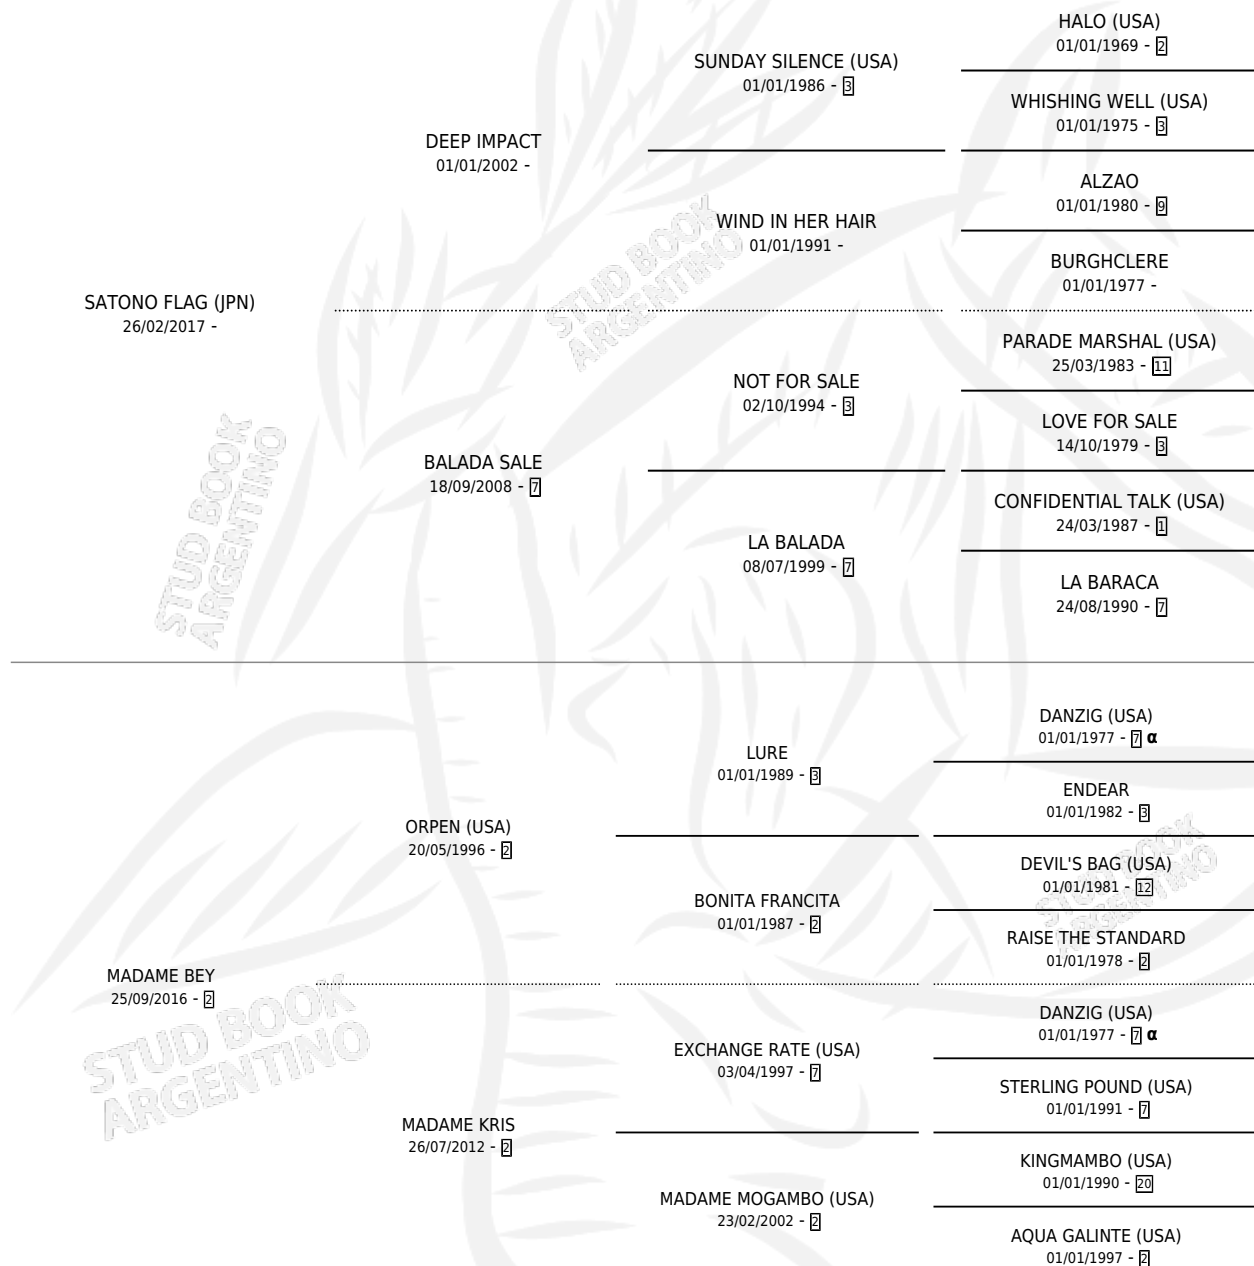 HALO (USA)
01/01/1969 - 2
SUNDAY SILENCE (USA)
01/01/1986 - 3
WHISHING WELL (USA)
01/01/1975 - 3
DEEP IMPACT
01/01/2002 -
ALZAO
01/01/1980 - 9
WIND IN HER HAIR
01/01/1991 -
BURGHCLERE
01/01/1977 -
SATONO FLAG (JPN)
26/02/2017 -
PARADE MARSHAL (USA)
25/03/1983 - 11
NOT FOR SALE
02/10/1994 - 3
LOVE FOR SALE
14/10/1979 - 3
BALADA SALE
18/09/2008 - 7
CONFIDENTIAL TALK (USA)
24/03/1987 - 1
LA BALADA
08/07/1999 - 7
LA BARACA
24/08/1990 - 7
DANZIG (USA)
01/01/1977 - 7 α
LURE
01/01/1989 - 3
ENDEAR
01/01/1982 - 3
ORPEN (USA)
20/05/1996 - 2
DEVIL'S BAG (USA)
01/01/1981 - 12
BONITA FRANCITA
01/01/1987 - 2
RAISE THE STANDARD
01/01/1978 - 2
MADAME BEY
25/09/2016 - 2
DANZIG (USA)
01/01/1977 - 7 α
EXCHANGE RATE (USA)
03/04/1997 - 7
STERLING POUND (USA)
01/01/1991 - 7
MADAME KRIS
26/07/2012 - 2
KINGMAMBO (USA)
01/01/1990 - 20
MADAME MOGAMBO (USA)
23/02/2002 - 2
AQUA GALINTE (USA)
01/01/1997 - 2
STUD BOOK
ARGENTINO
STUD BOOK
ARGENTINO
STUD BOOK
ARGENTINO
STUD BOOK
ARGENTINO